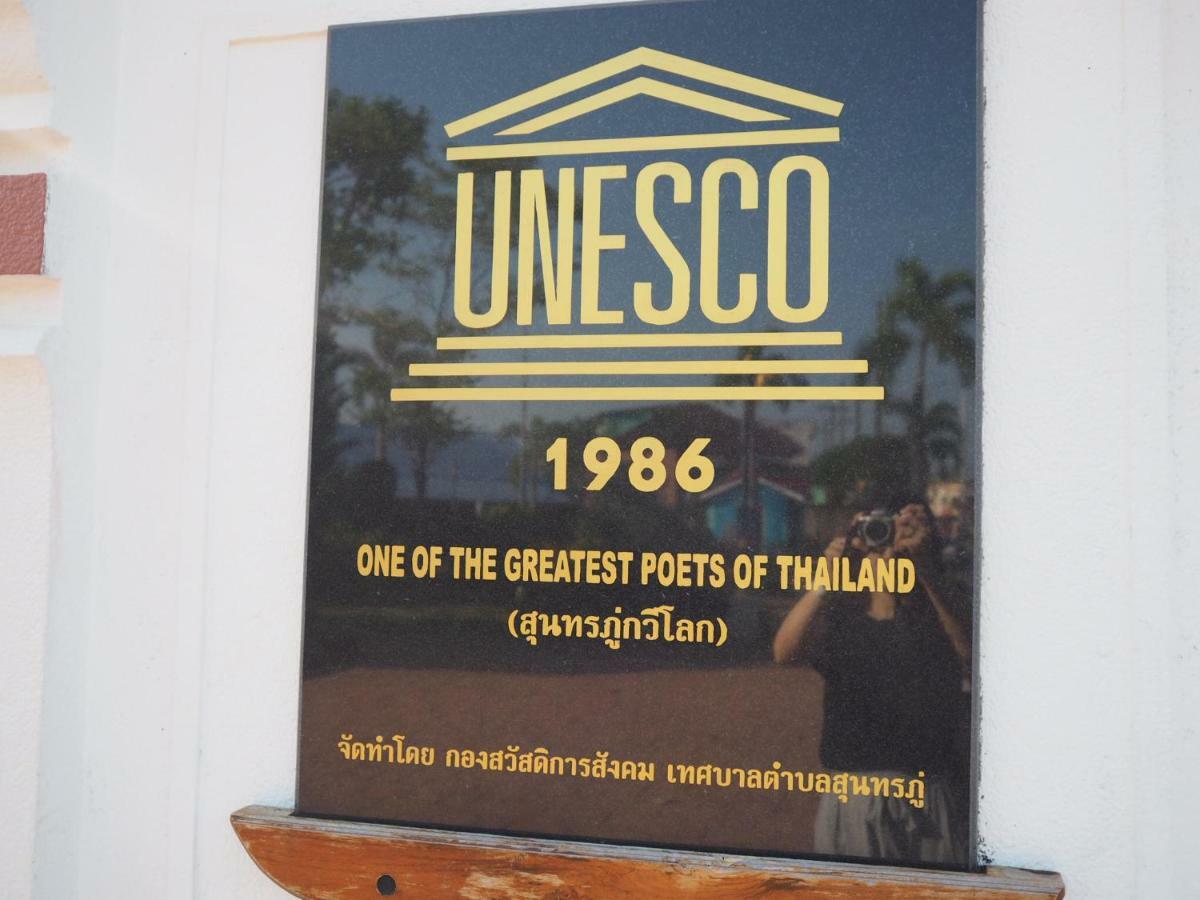 UNESCO
1986
ONE OF THE GREATEST POETS OF THAILAND
(สุนทรภู่กวีโลก)
จัดทำโดย กองสวัสดิการสังคม เทศบาลตำบลสุนทรภู่